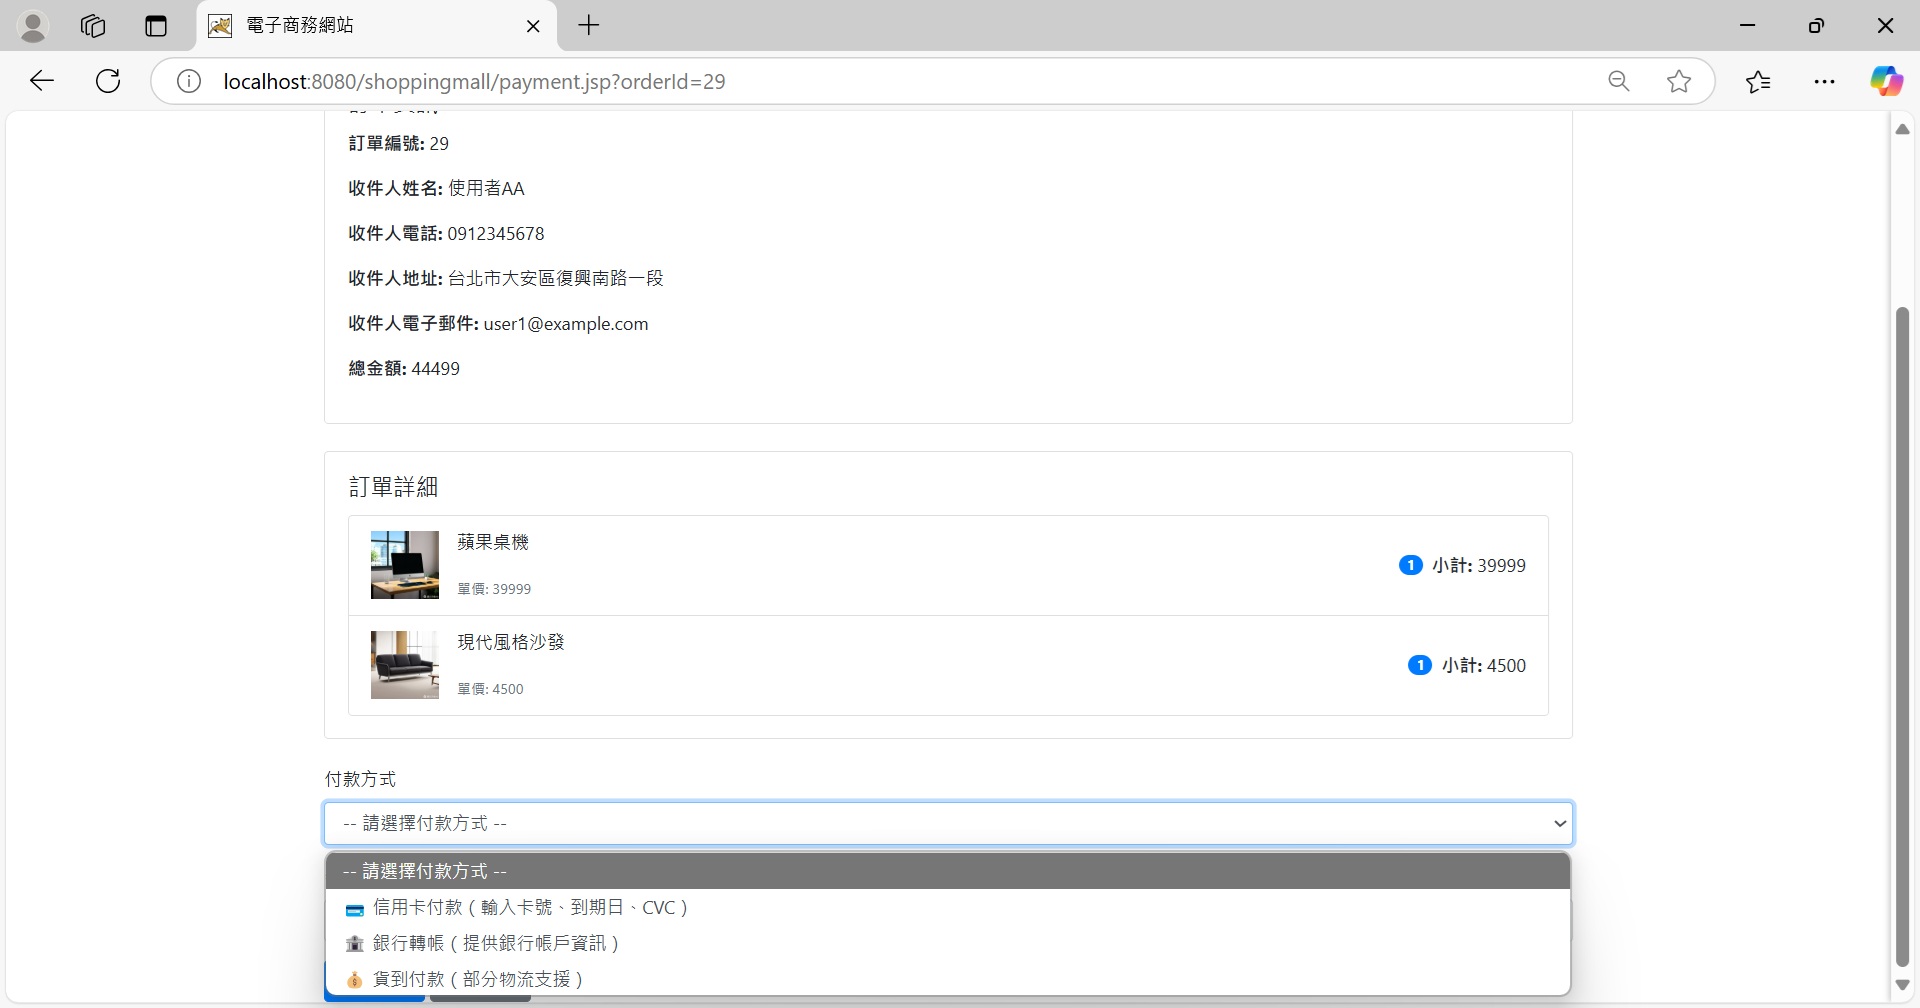 電子商務網站
localhost:8080/shoppingmall/payment.jsp?orderId=29
訂單編號: 29
收件人姓名: 使用者AA
收件人電話: 0912345678
收件人地址: 台北市大安區復興南路一段
收件人電子郵件: user1@example.com
總金額: 44499
訂單詳細
蘋果桌機
單價: 39999
1 小計: 39999
現代風格沙發
單價: 4500
1 小計: 4500
付款方式
-- 請選擇付款方式 --
-- 請選擇付款方式 --
信用卡付款（輸入卡號、到期日、CVC）
銀行轉帳（提供銀行帳戶資訊）
貨到付款（部分物流支援）